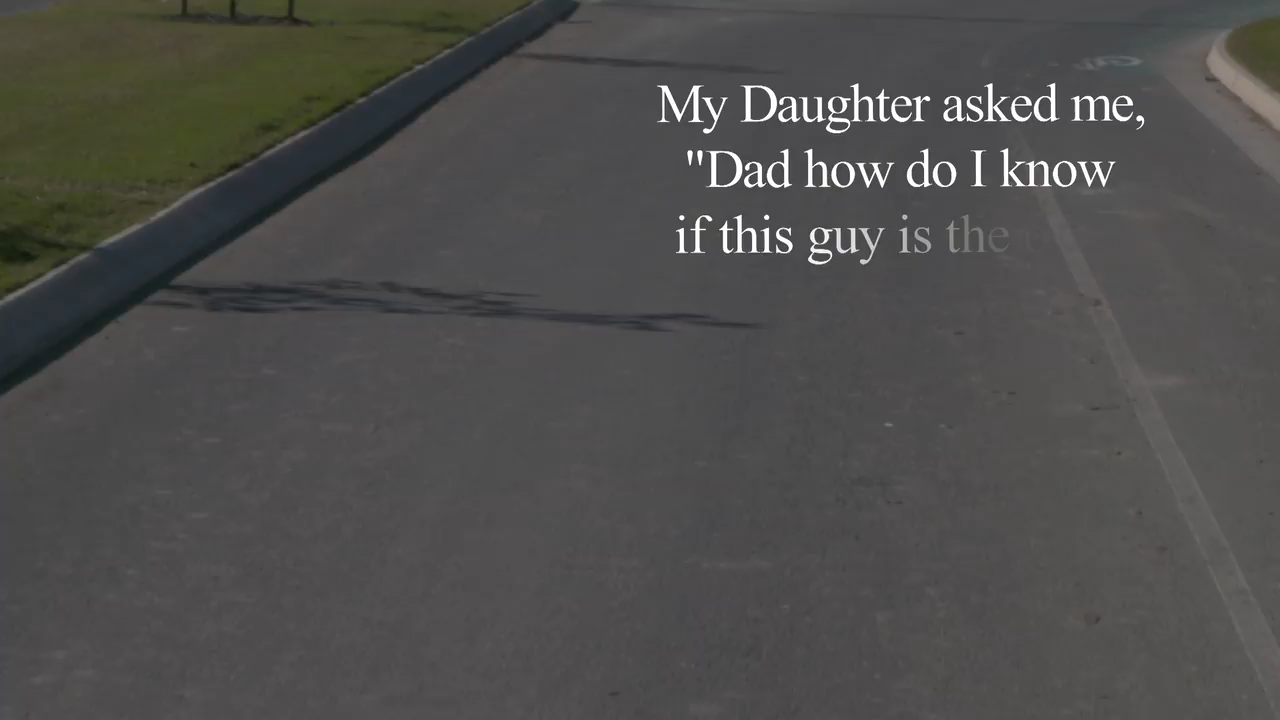 My Daughter asked me,
"Dad how do I know
if this guy is the